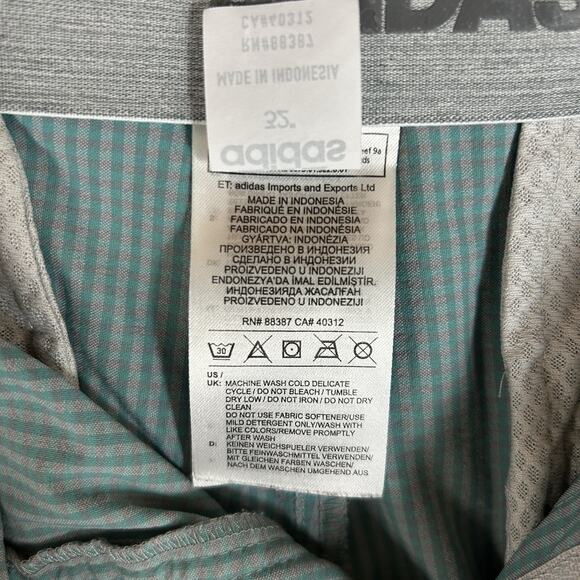 ADIDAS
CA#40312
RN#88387
MADE IN INDONESIA
32"
adidas
ET: adidas Imports and Exports Ltd
MADE IN INDONESIA
FABRIQUÉ EN INDONÉSIE
FABRICADO EN INDONESIA
FABRICADO NA INDONÉSIA
GYÁRTVA: INDONÉZIA
ПРОИЗВЕДЕНО В ИНДОНЕЗИЯ
СДЕЛАНО В ИНДОНЕЗИИ
PROIZVEDENO U INDONEZIJI
ENDONEZYA'DA İMAL EDİLMİŞTİR.
ИНДОНЕЗИЯДА ЖАСАЛҒАН
PROIZVEDENO U INDONEZIJI
RN# 88387 CA# 40312
30
US /
UK: MACHINE WASH COLD DELICATE
CYCLE / DO NOT BLEACH / TUMBLE
DRY LOW / DO NOT IRON / DO NOT DRY
CLEAN
DO NOT USE FABRIC SOFTENER/USE
MILD DETERGENT ONLY/WASH WITH
LIKE COLORS/REMOVE PROMPTLY
AFTER WASH
D: KEINEN WEICHSPUELER VERWENDEN/
BITTE FEINWASCHMITTEL VERWENDEN/
MIT GLEICHEN FARBEN WASCHEN/
NACH DEM WASCHEN UMGEHEND AUS